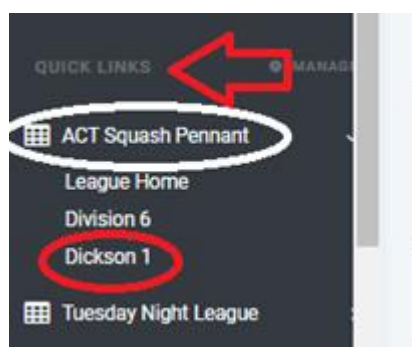 QUICK LINKS MANAG
ACT Squash Pennant
League Home
Division 6
Dickson 1
Tuesday Night League